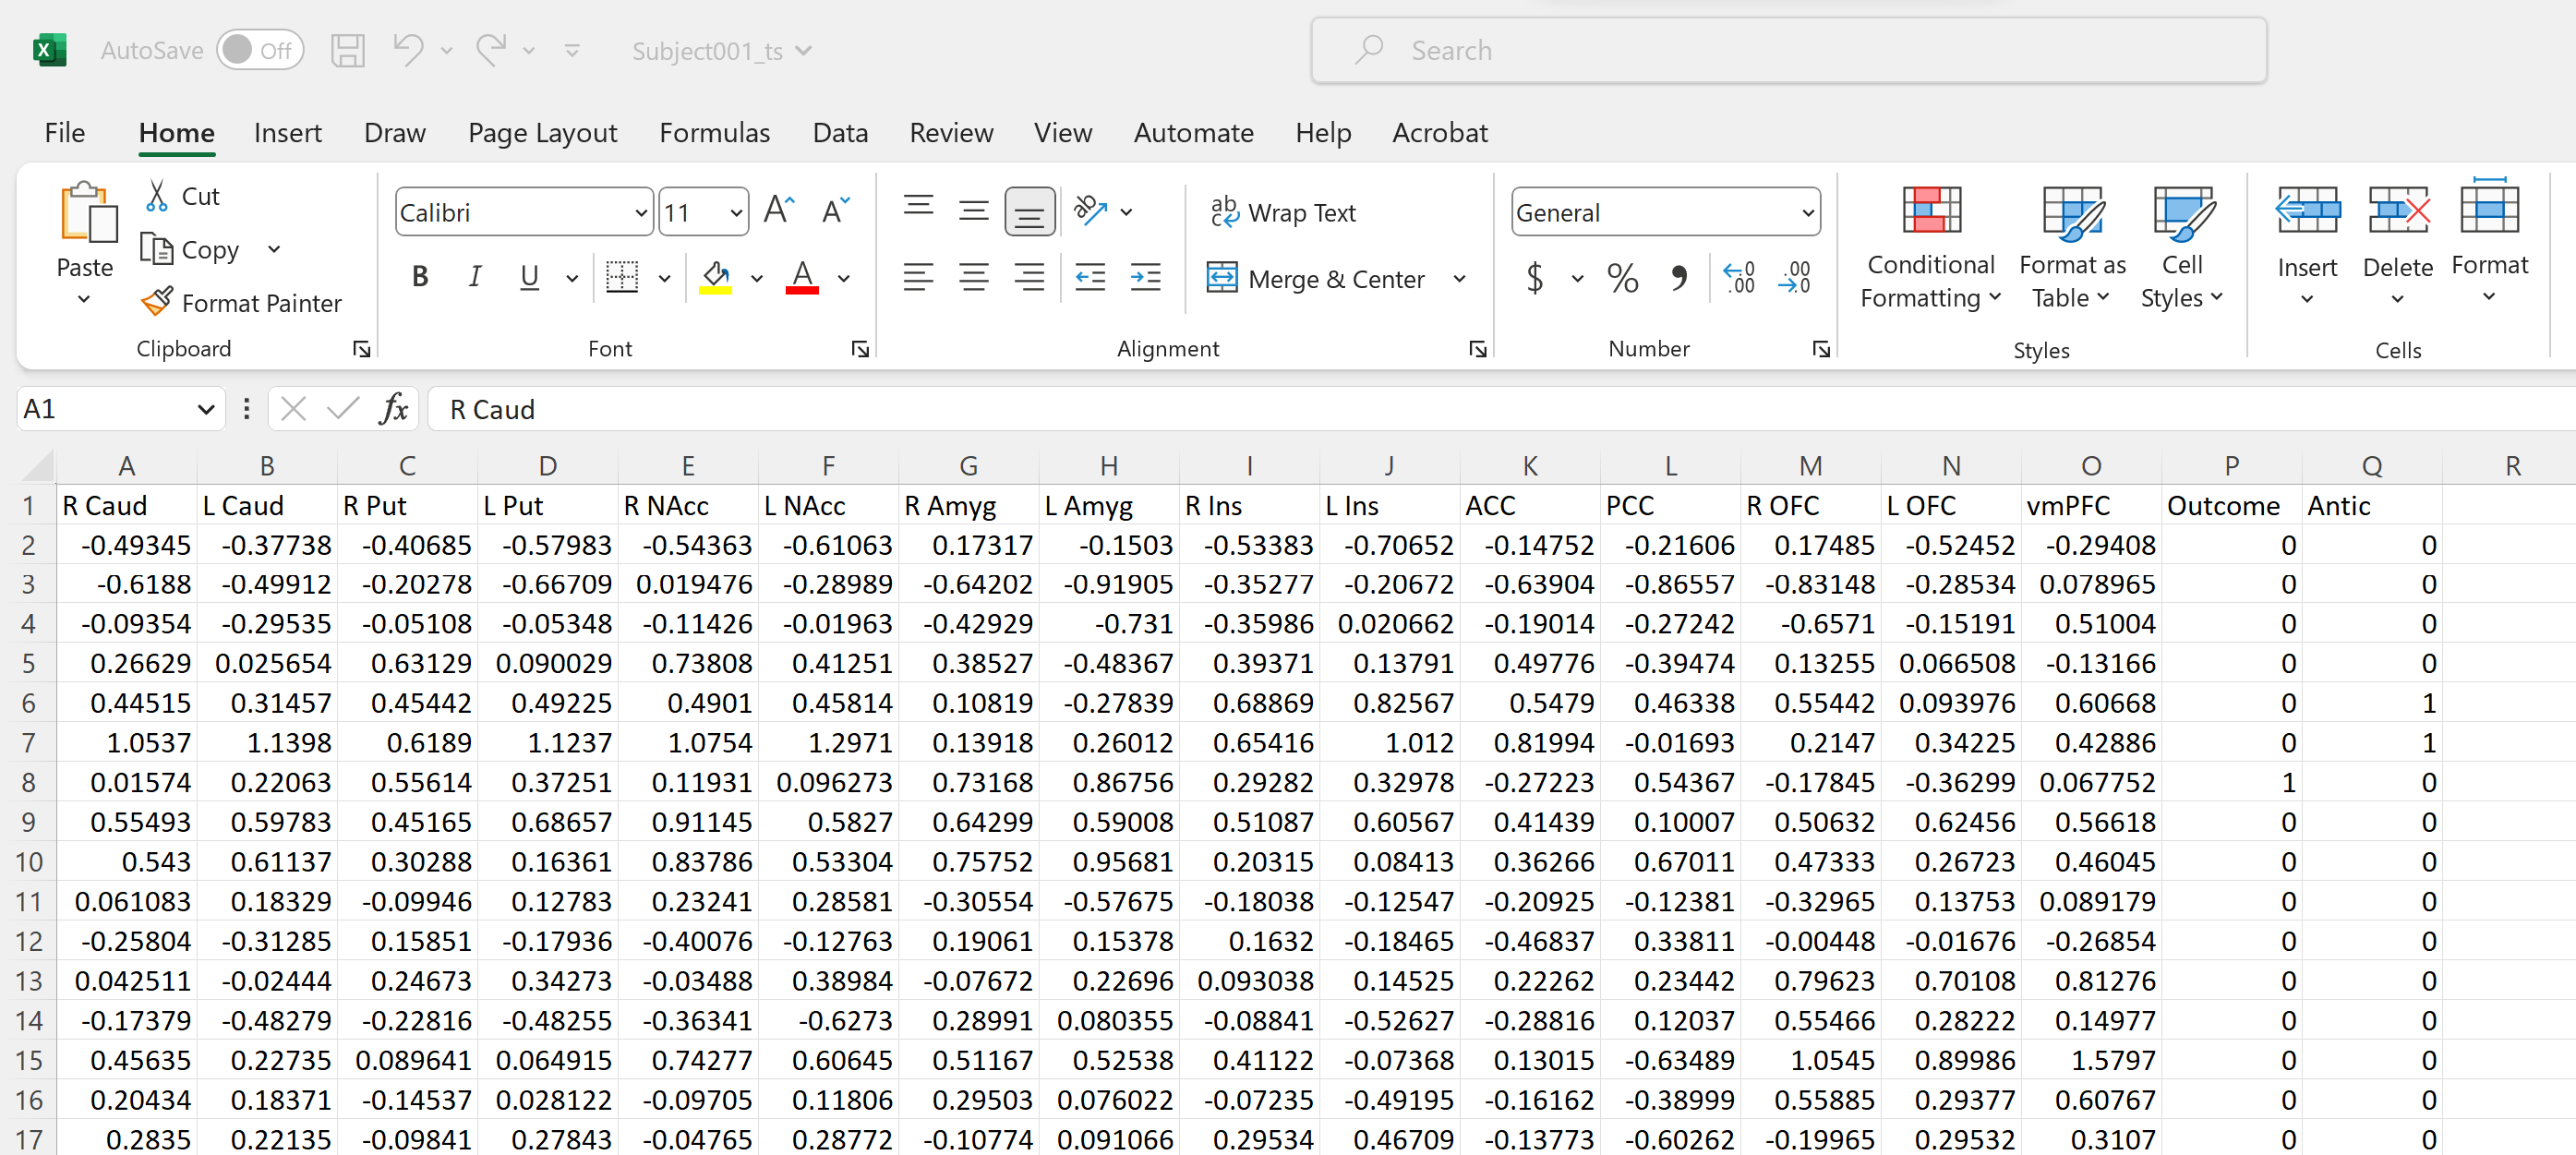 AutoSave Off Subject001_ts Search
File Home Insert Draw Page Layout Formulas Data Review View Automate Help Acrobat
Paste Cut Copy Format Painter Clipboard
Calibri 11 B I U A Font
ab Wrap Text Merge & Center Alignment
General $ % 9 .00 .0 Number
Conditional Formatting Format as Table Cell Styles Styles
Insert Delete Format Cells
A1 fx R Caud
A B C D E F G H I J K L M N O P Q R
1 R Caud L Caud R Put L Put R NAcc L NAcc R Amyg L Amyg R Ins L Ins ACC PCC R OFC L OFC vmPFC Outcome Antic
2 -0.49345 -0.37738 -0.40685 -0.57983 -0.54363 -0.61063 0.17317 -0.1503 -0.53383 -0.70652 -0.14752 -0.21606 0.17485 -0.52452 -0.29408 0 0
3 -0.6188 -0.49912 -0.20278 -0.66709 0.019476 -0.28989 -0.64202 -0.91905 -0.35277 -0.20672 -0.63904 -0.86557 -0.83148 -0.28534 0.078965 0 0
4 -0.09354 -0.29535 -0.05108 -0.05348 -0.11426 -0.01963 -0.42929 -0.731 -0.35986 0.020662 -0.19014 -0.27242 -0.6571 -0.15191 0.51004 0 0
5 0.26629 0.025654 0.63129 0.090029 0.73808 0.41251 0.38527 -0.48367 0.39371 0.13791 0.49776 -0.39474 0.13255 0.066508 -0.13166 0 0
6 0.44515 0.31457 0.45442 0.49225 0.4901 0.45814 0.10819 -0.27839 0.68869 0.82567 0.5479 0.46338 0.55442 0.093976 0.60668 0 1
7 1.0537 1.1398 0.6189 1.1237 1.0754 1.2971 0.13918 0.26012 0.65416 1.012 0.81994 -0.01693 0.2147 0.34225 0.42886 0 1
8 0.01574 0.22063 0.55614 0.37251 0.11931 0.096273 0.73168 0.86756 0.29282 0.32978 -0.27223 0.54367 -0.17845 -0.36299 0.067752 1 0
9 0.55493 0.59783 0.45165 0.68657 0.91145 0.5827 0.64299 0.59008 0.51087 0.60567 0.41439 0.10007 0.50632 0.62456 0.56618 0 0
10 0.543 0.61137 0.30288 0.16361 0.83786 0.53304 0.75752 0.95681 0.20315 0.08413 0.36266 0.67011 0.47333 0.26723 0.46045 0 0
11 0.061083 0.18329 -0.09946 0.12783 0.23241 0.28581 -0.30554 -0.57675 -0.18038 -0.12547 -0.20925 -0.12381 -0.32965 0.13753 0.089179 0 0
12 -0.25804 -0.31285 0.15851 -0.17936 -0.40076 -0.12763 0.19061 0.15378 0.1632 -0.18465 -0.46837 0.33811 -0.00448 -0.01676 -0.26854 0 0
13 0.042511 -0.02444 0.24673 0.34273 -0.03488 0.38984 -0.07672 0.22696 0.093038 0.14525 0.22262 0.23442 0.79623 0.70108 0.81276 0 0
14 -0.17379 -0.48279 -0.22816 -0.48255 -0.36341 -0.6273 0.28991 0.080355 -0.08841 -0.52627 -0.28816 0.12037 0.55466 0.28222 0.14977 0 0
15 0.45635 0.22735 0.089641 0.064915 0.74277 0.60645 0.51167 0.52538 0.41122 -0.07368 0.13015 -0.63489 1.0545 0.89986 1.5797 0 0
16 0.20434 0.18371 -0.14537 0.028122 -0.09705 0.11806 0.29503 0.076022 -0.07235 -0.49195 -0.16162 -0.38999 0.55885 0.29377 0.60767 0 0
17 0.2835 0.22135 -0.09841 0.27843 -0.04765 0.28772 -0.10774 0.091066 0.29534 0.46709 -0.13773 -0.60262 -0.19965 0.29532 0.3107 0 0